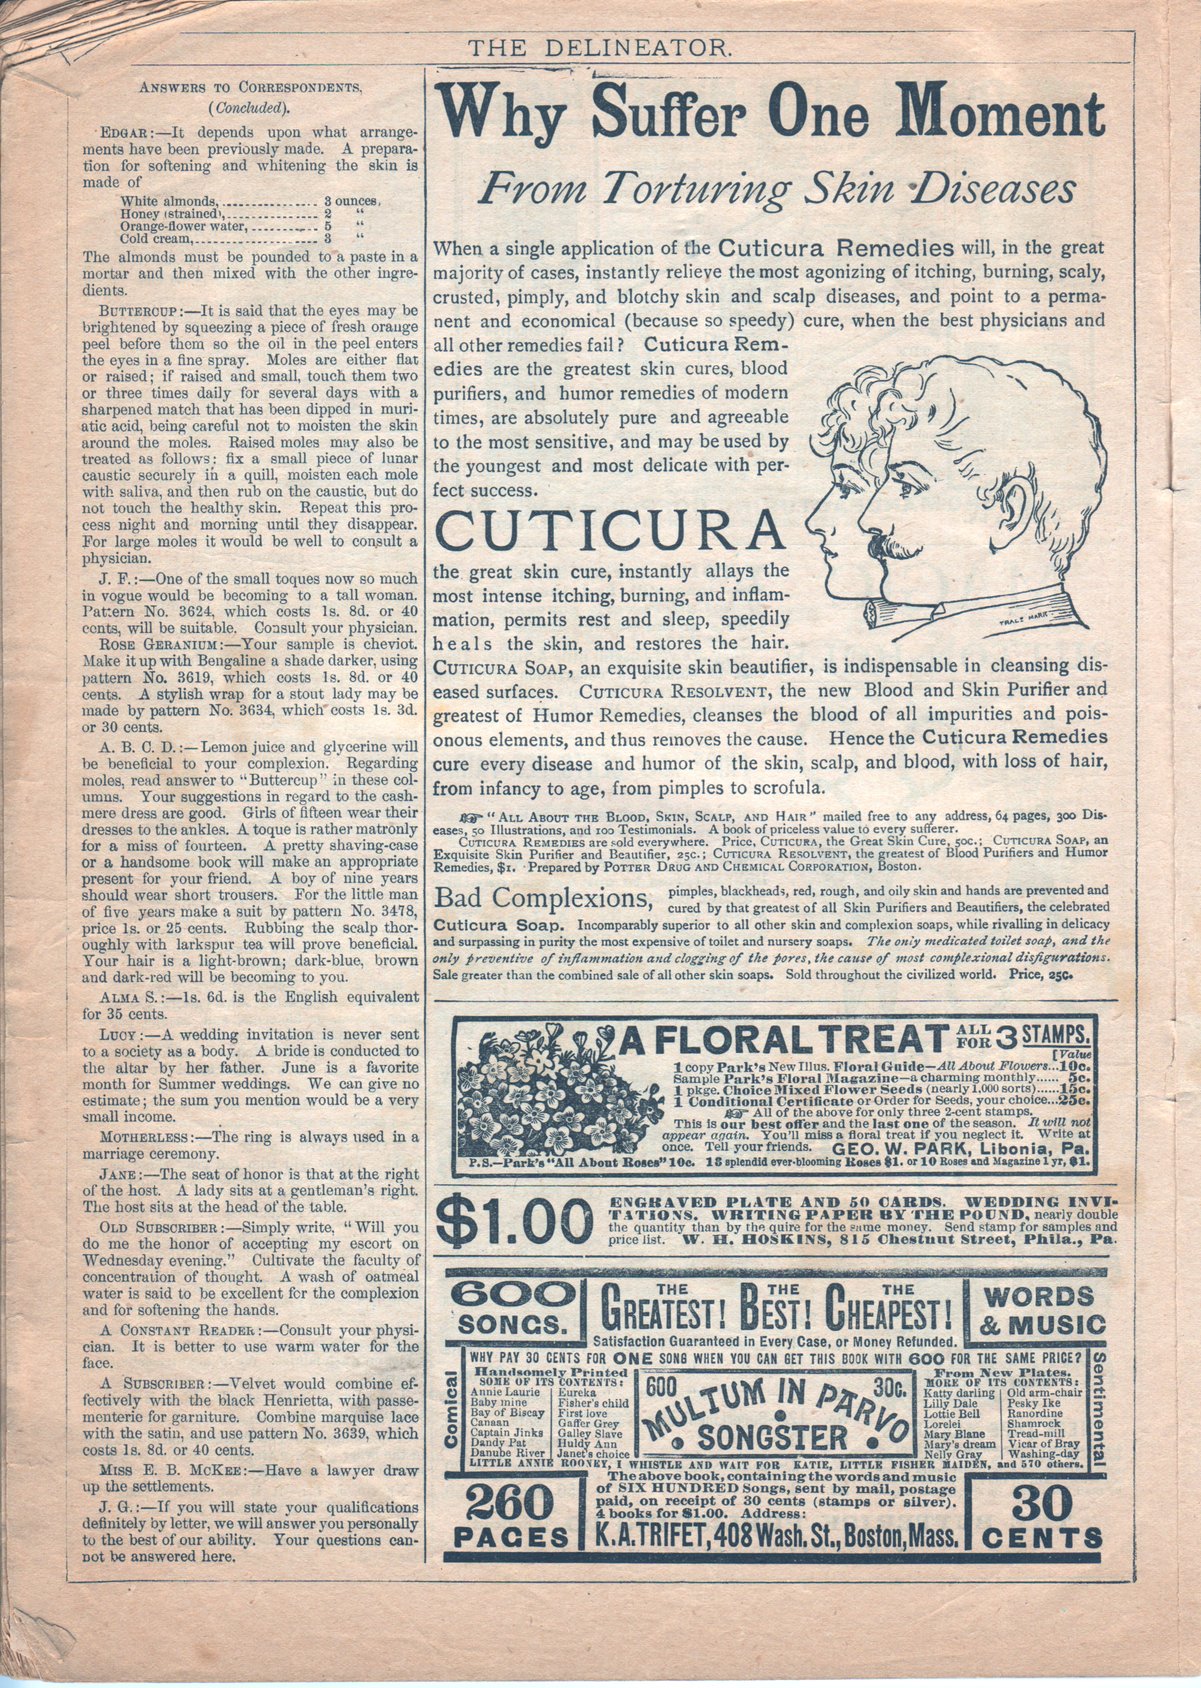 THE DELINEATOR.
ANSWERS TO CORRESPONDENTS,
(Concluded).
EDGAR:—It depends upon what arrange-
ments have been previously made. A prepara-
tion for softening and whitening the skin is
made of
White almonds, 3 ounces,
Honey (strained), 2 "
Orange-flower water, 5 "
Cold cream, 3 "
The almonds must be pounded to a paste in a
mortar and then mixed with the other ingre-
dients.
BUTTERCUP:—It is said that the eyes may be
brightened by squeezing a piece of fresh orange
peel before them so the oil in the peel enters
the eyes in a fine spray. Moles are either flat
or raised; if raised and small, touch them two
or three times daily for several days with a
sharpened match that has been dipped in muri-
atic acid, being careful not to moisten the skin
around the moles. Raised moles may also be
treated as follows: fix a small piece of lunar
caustic securely in a quill, moisten each mole
with saliva, and then rub on the caustic, but do
not touch the healthy skin. Repeat this pro-
cess night and morning until they disappear.
For large moles it would be well to consult a
physician.
J. F.:—One of the small toques now so much
in vogue would be becoming to a tall woman.
Pattern No. 3624, which costs 1s. 8d. or 40
cents, will be suitable. Consult your physician.
ROSE GERANIUM:—Your sample is cheviot.
Make it up with Bengaline a shade darker, using
pattern No. 3619, which costs 1s. 8d. or 40
cents. A stylish wrap for a stout lady may be
made by pattern No. 3634, which costs 1s. 3d.
or 30 cents.
A. B. C. D.:—Lemon juice and glycerine will
be beneficial to your complexion. Regarding
moles, read answer to "Buttercup" in these col-
umns. Your suggestions in regard to the cash-
mere dress are good. Girls of fifteen wear their
dresses to the ankles. A toque is rather matronly
for a miss of fourteen. A pretty shaving-case
or a handsome book will make an appropriate
present for your friend. A boy of nine years
should wear short trousers. For the little man
of five years make a suit by pattern No. 3478,
price 1s. or 25 cents. Rubbing the scalp thor-
oughly with larkspur tea will prove beneficial.
Your hair is a light-brown; dark-blue, brown
and dark-red will be becoming to you.
ALMA S.:—1s. 6d. is the English equivalent
for 35 cents.
LUCY:—A wedding invitation is never sent
to a society as a body. A bride is conducted to
the altar by her father. June is a favorite
month for Summer weddings. We can give no
estimate; the sum you mention would be a very
small income.
MOTHERLESS:—The ring is always used in a
marriage ceremony.
JANE:—The seat of honor is that at the right
of the host. A lady sits at a gentleman's right.
The host sits at the head of the table.
OLD SUBSCRIBER:—Simply write, "Will you
do me the honor of accepting my escort on
Wednesday evening." Cultivate the faculty of
concentration of thought. A wash of oatmeal
water is said to be excellent for the complexion
and for softening the hands.
A CONSTANT READER:—Consult your physi-
cian. It is better to use warm water for the
face.
A SUBSCRIBER:—Velvet would combine ef-
fectively with the black Henrietta, with passe-
menterie for garniture. Combine marquise lace
with the satin, and use pattern No. 3639, which
costs 1s. 8d. or 40 cents.
MISS E. B. MCKEE:—Have a lawyer draw
up the settlements.
J. G.:—If you will state your qualifications
definitely by letter, we will answer you personally
to the best of our ability. Your questions can-
not be answered here.
Why Suffer One Moment
From Torturing Skin Diseases
When a single application of the Cuticura Remedies will, in the great
majority of cases, instantly relieve the most agonizing of itching, burning, scaly,
crusted, pimply, and blotchy skin and scalp diseases, and point to a perma-
nent and economical (because so speedy) cure, when the best physicians and
all other remedies fail? Cuticura Rem-
edies are the greatest skin cures, blood
purifiers, and humor remedies of modern
times, are absolutely pure and agreeable
to the most sensitive, and may be used by
the youngest and most delicate with per-
fect success.
CUTICURA
the great skin cure, instantly allays the
most intense itching, burning, and inflam-
mation, permits rest and sleep, speedily
heals the skin, and restores the hair.
TRADE MARK
CUTICURA SOAP, an exquisite skin beautifier, is indispensable in cleansing dis-
eased surfaces. CUTICURA RESOLVENT, the new Blood and Skin Purifier and
greatest of Humor Remedies, cleanses the blood of all impurities and pois-
onous elements, and thus removes the cause. Hence the Cuticura Remedies
cure every disease and humor of the skin, scalp, and blood, with loss of hair,
from infancy to age, from pimples to scrofula.
☞ "ALL ABOUT THE BLOOD, SKIN, SCALP, AND HAIR" mailed free to any address, 64 pages, 300 Dis-
eases, 50 Illustrations, and 100 Testimonials. A book of priceless value to every sufferer.
CUTICURA REMEDIES are sold everywhere. Price, CUTICURA, the Great Skin Cure, 50c.; CUTICURA SOAP, an
Exquisite Skin Purifier and Beautifier, 25c.; CUTICURA RESOLVENT, the greatest of Blood Purifiers and Humor
Remedies, $1. Prepared by POTTER DRUG AND CHEMICAL CORPORATION, Boston.
Bad Complexions, pimples, blackheads, red, rough, and oily skin and hands are prevented and
cured by that greatest of all Skin Purifiers and Beautifiers, the celebrated
Cuticura Soap. Incomparably superior to all other skin and complexion soaps, while rivalling in delicacy
and surpassing in purity the most expensive of toilet and nursery soaps. The only medicated toilet soap, and the
only preventive of inflammation and clogging of the pores, the cause of most complexional disfigurations.
Sale greater than the combined sale of all other skin soaps. Sold throughout the civilized world. Price, 25c.
A FLORAL TREAT ALL FOR 3 STAMPS.
[Value
1 copy Park's New Illus. Floral Guide—All About Flowers...10c.
Sample Park's Floral Magazine—a charming monthly...... 5c.
1 pkge. Choice Mixed Flower Seeds (nearly 1,000 sorts).....15c.
1 Conditional Certificate or Order for Seeds, your choice...25c.
☞ All of the above for only three 2-cent stamps.
This is our best offer and the last one of the season. It will not
appear again. You'll miss a floral treat if you neglect it. Write at
once. Tell your friends. GEO. W. PARK, Libonia, Pa.
P.S.—Park's "All About Roses" 10c. 18 splendid ever-blooming Roses $1. or 10 Roses and Magazine 1 yr, $1.
$1.00
ENGRAVED PLATE AND 50 CARDS. WEDDING INVI-
TATIONS. WRITING PAPER BY THE POUND, nearly double
the quantity than by the quire for the same money. Send stamp for samples and
price list. W. H. HOSKINS, 815 Chestnut Street, Phila., Pa.
600
SONGS.
THE GREATEST! THE BEST! THE CHEAPEST!
Satisfaction Guaranteed in Every Case, or Money Refunded.
WORDS
& MUSIC
WHY PAY 30 CENTS FOR ONE SONG WHEN YOU CAN GET THIS BOOK WITH 600 FOR THE SAME PRICE?
Comical
Handsomely Printed
SOME OF ITS CONTENTS:
Annie Laurie
Baby mine
Bay of Biscay
Canaan
Captain Jinks
Dandy Pat
Danube River
Eureka
Fisher's child
First love
Gaffer Grey
Galley Slave
Huldy Ann
Janet's choice
600 30c.
MULTUM IN PARVO
SONGSTER
From New Plates.
MORE OF ITS CONTENTS:
Katty darling
Lilly Dale
Lottie Bell
Lorelei
Mary Blane
Mary's dream
Nelly Gray
Old arm-chair
Pesky Ike
Ranordine
Shamrock
Tread-mill
Vicar of Bray
Washing-day
Sentimental
LITTLE ANNIE ROONEY, I WHISTLE AND WAIT FOR KATIE, LITTLE FISHER MAIDEN, and 570 others.
260
PAGES
The above book, containing the words and music
of SIX HUNDRED Songs, sent by mail, postage
paid, on receipt of 30 cents (stamps or silver).
4 books for $1.00. Address:
K. A. TRIFET, 408 Wash. St., Boston, Mass.
30
CENTS